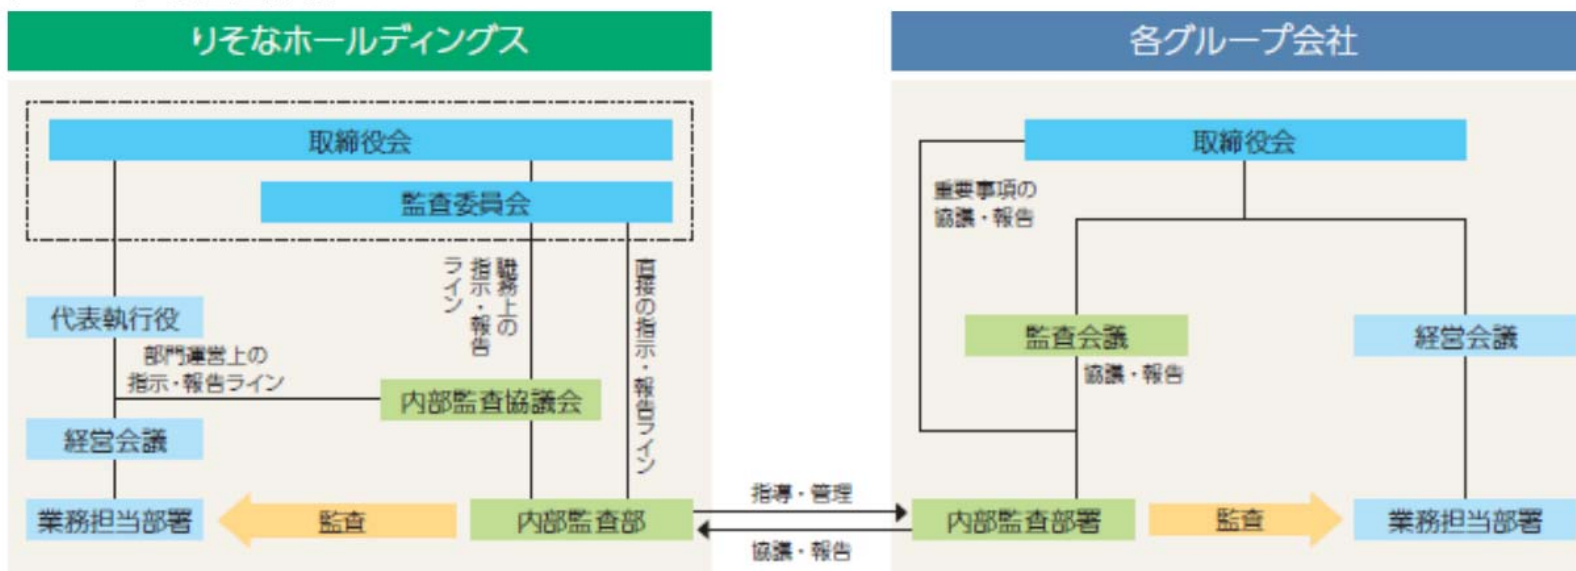 りそなホールディングス
取締役会
監査委員会
職務上の
指示・報告
ライン
直接の指示・報告ライン
代表執行役
部門運営上の
指示・報告ライン
内部監査協議会
経営会議
業務担当部署
監査
内部監査部
指導・管理
協議・報告
各グループ会社
取締役会
重要事項の
協議・報告
監査会議
協議・報告
経営会議
内部監査部署
監査
業務担当部署